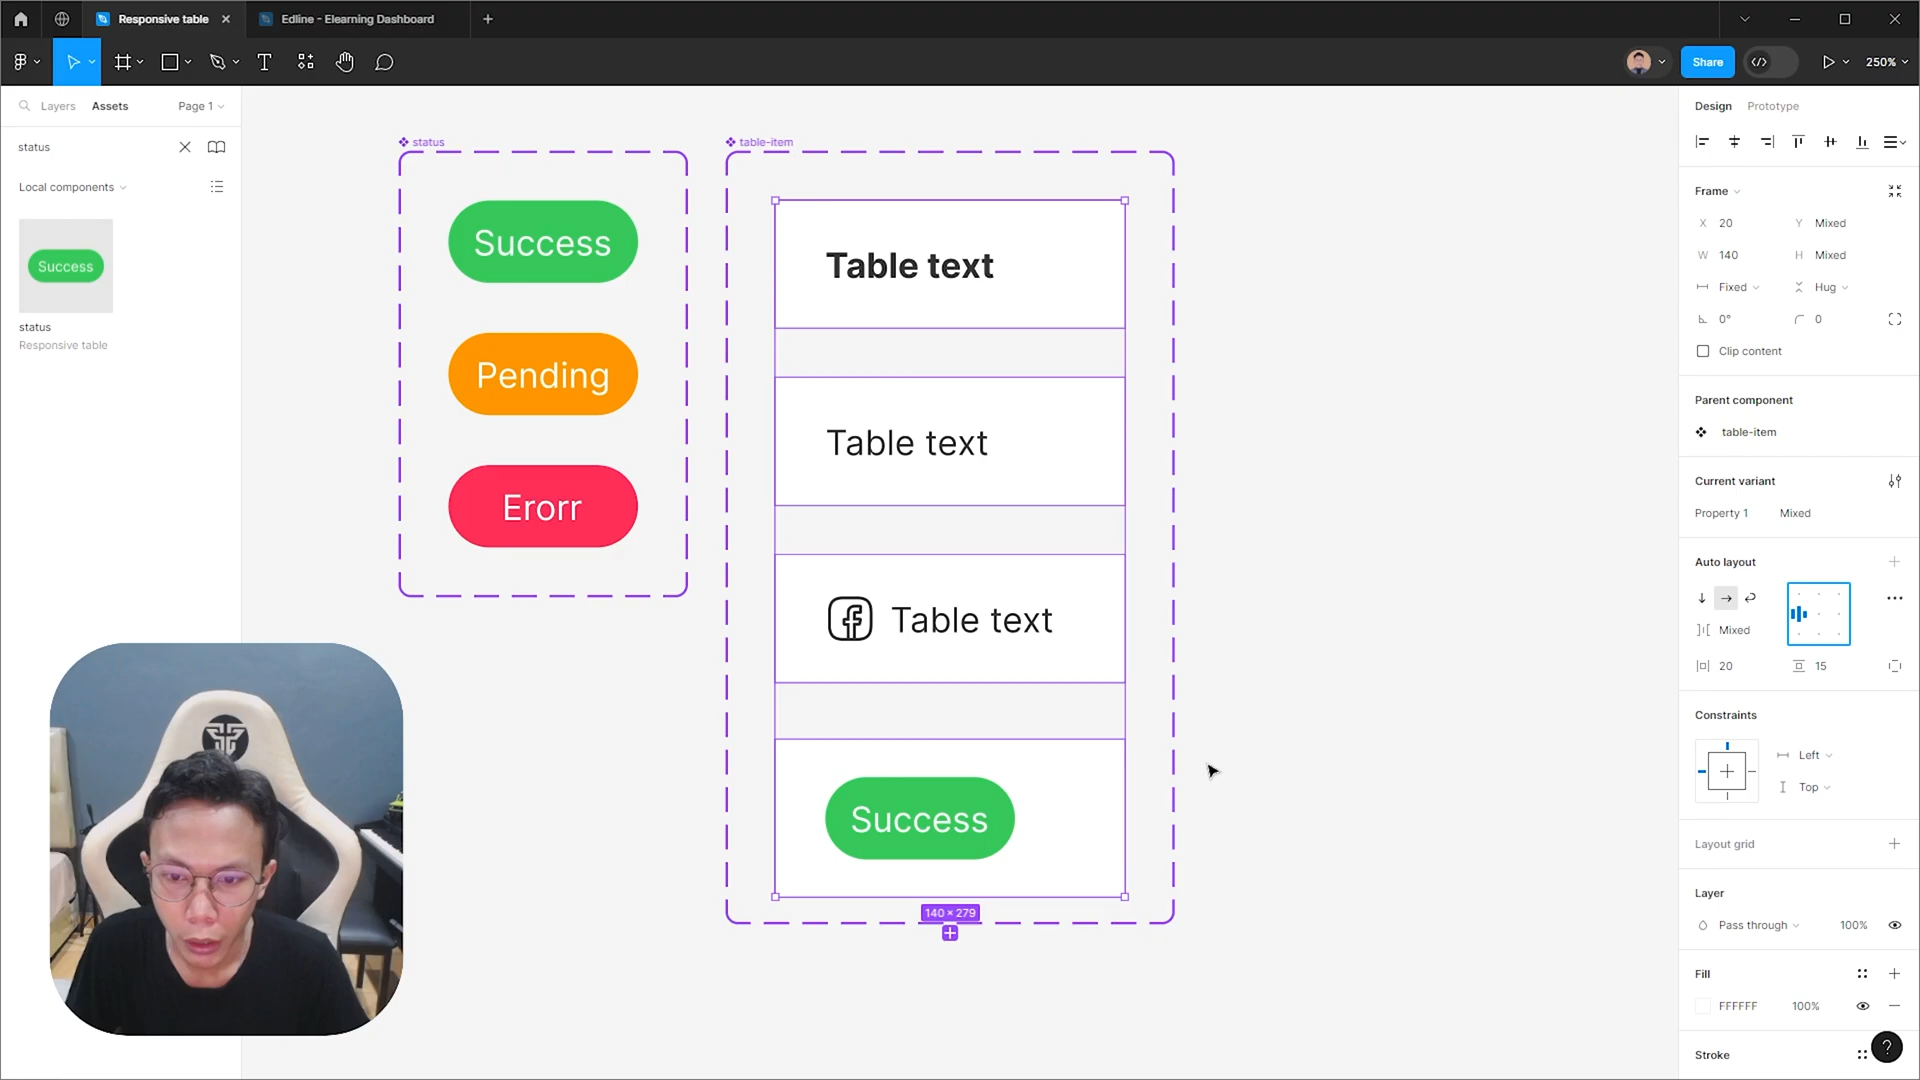 Responsive table
Edline - Elearning Dashboard
Share
250%
Layers
Assets
Page 1
status
Local components
Success
status
Responsive table
status
Success
Pending
Erorr
table-item
Table text
Table text
Table text
Success
140 × 279
Design
Prototype
Frame
X 20
Y Mixed
W 140
H Mixed
Fixed
Hug
0°
0
Clip content
Parent component
table-item
Current variant
Property 1
Mixed
Auto layout
Mixed
20
15
Constraints
Left
Top
Layout grid
Layer
Pass through
100%
Fill
FFFFFF
100%
Stroke
?